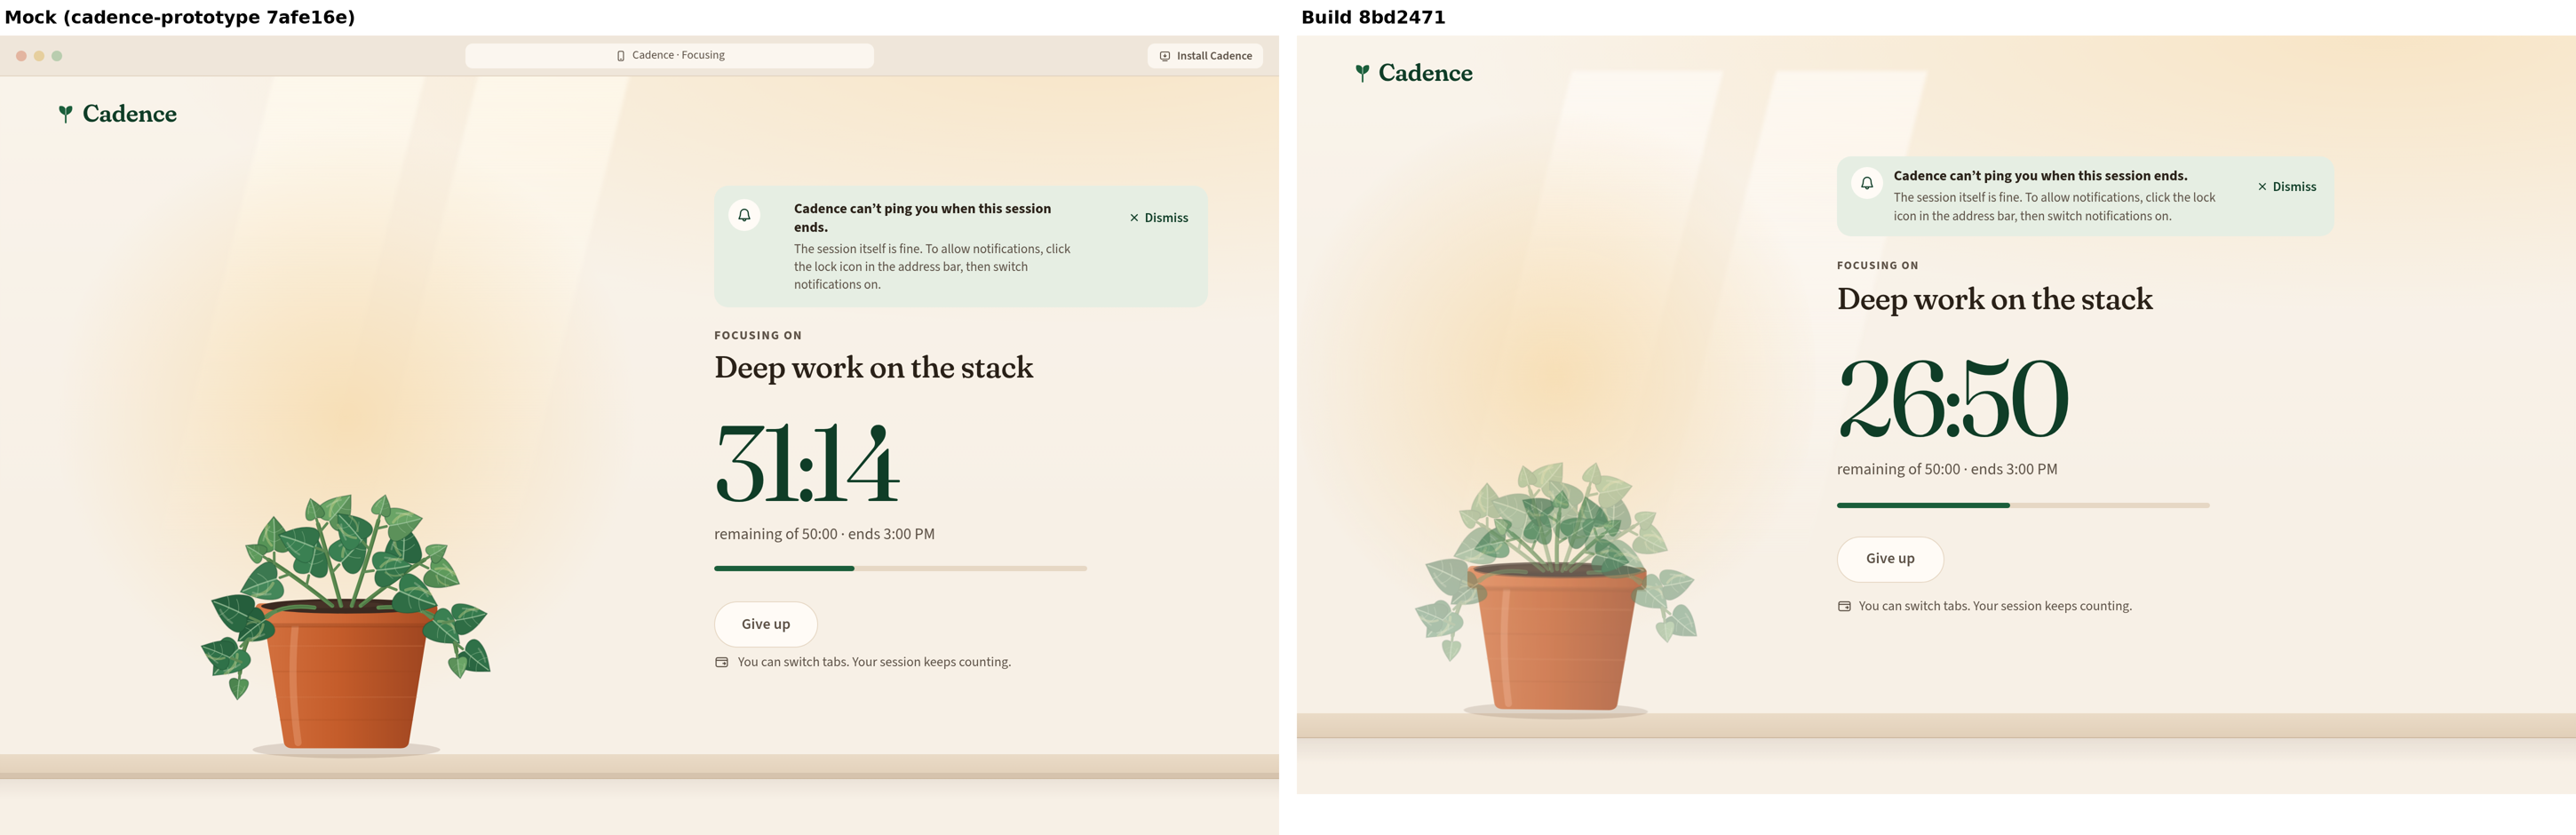 Mock (cadence-prototype 7afe16e)
Cadence · Focusing
Install Cadence
Cadence
Cadence can’t ping you when this session
ends.
The session itself is fine. To allow notifications, click
the lock icon in the address bar, then switch
notifications on.
Dismiss
FOCUSING ON
Deep work on the stack
31:14
remaining of 50:00 · ends 3:00 PM
Give up
You can switch tabs. Your session keeps counting.
Build 8bd2471
Cadence
Cadence can’t ping you when this session ends.
The session itself is fine. To allow notifications, click the lock
icon in the address bar, then switch notifications on.
Dismiss
FOCUSING ON
Deep work on the stack
26:50
remaining of 50:00 · ends 3:00 PM
Give up
You can switch tabs. Your session keeps counting.